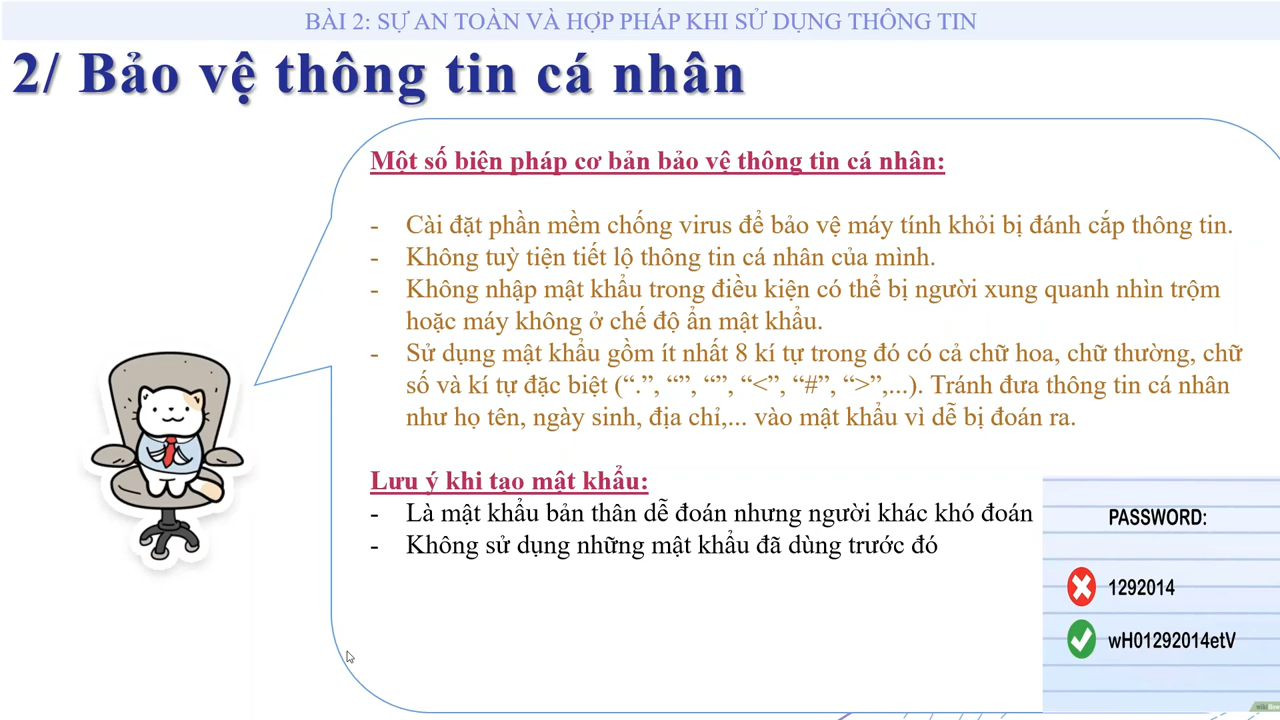 BÀI 2: SỰ AN TOÀN VÀ HỢP PHÁP KHI SỬ DỤNG THÔNG TIN
2/ Bảo vệ thông tin cá nhân
Một số biện pháp cơ bản bảo vệ thông tin cá nhân:
- Cài đặt phần mềm chống virus để bảo vệ máy tính khỏi bị đánh cắp thông tin.
- Không tuỳ tiện tiết lộ thông tin cá nhân của mình.
- Không nhập mật khẩu trong điều kiện có thể bị người xung quanh nhìn trộm
hoặc máy không ở chế độ ẩn mật khẩu.
- Sử dụng mật khẩu gồm ít nhất 8 kí tự trong đó có cả chữ hoa, chữ thường, chữ
số và kí tự đặc biệt (“.”, “”, “”, “<”, “#”, “>”,...). Tránh đưa thông tin cá nhân
như họ tên, ngày sinh, địa chỉ,... vào mật khẩu vì dễ bị đoán ra.
Lưu ý khi tạo mật khẩu:
- Là mật khẩu bản thân dễ đoán nhưng người khác khó đoán
- Không sử dụng những mật khẩu đã dùng trước đó
PASSWORD:
1292014
wH01292014etV